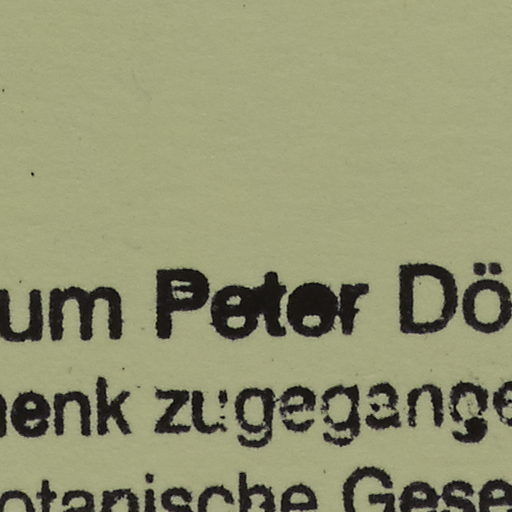 um Peter Dö
henk zugegange
otanische Gese